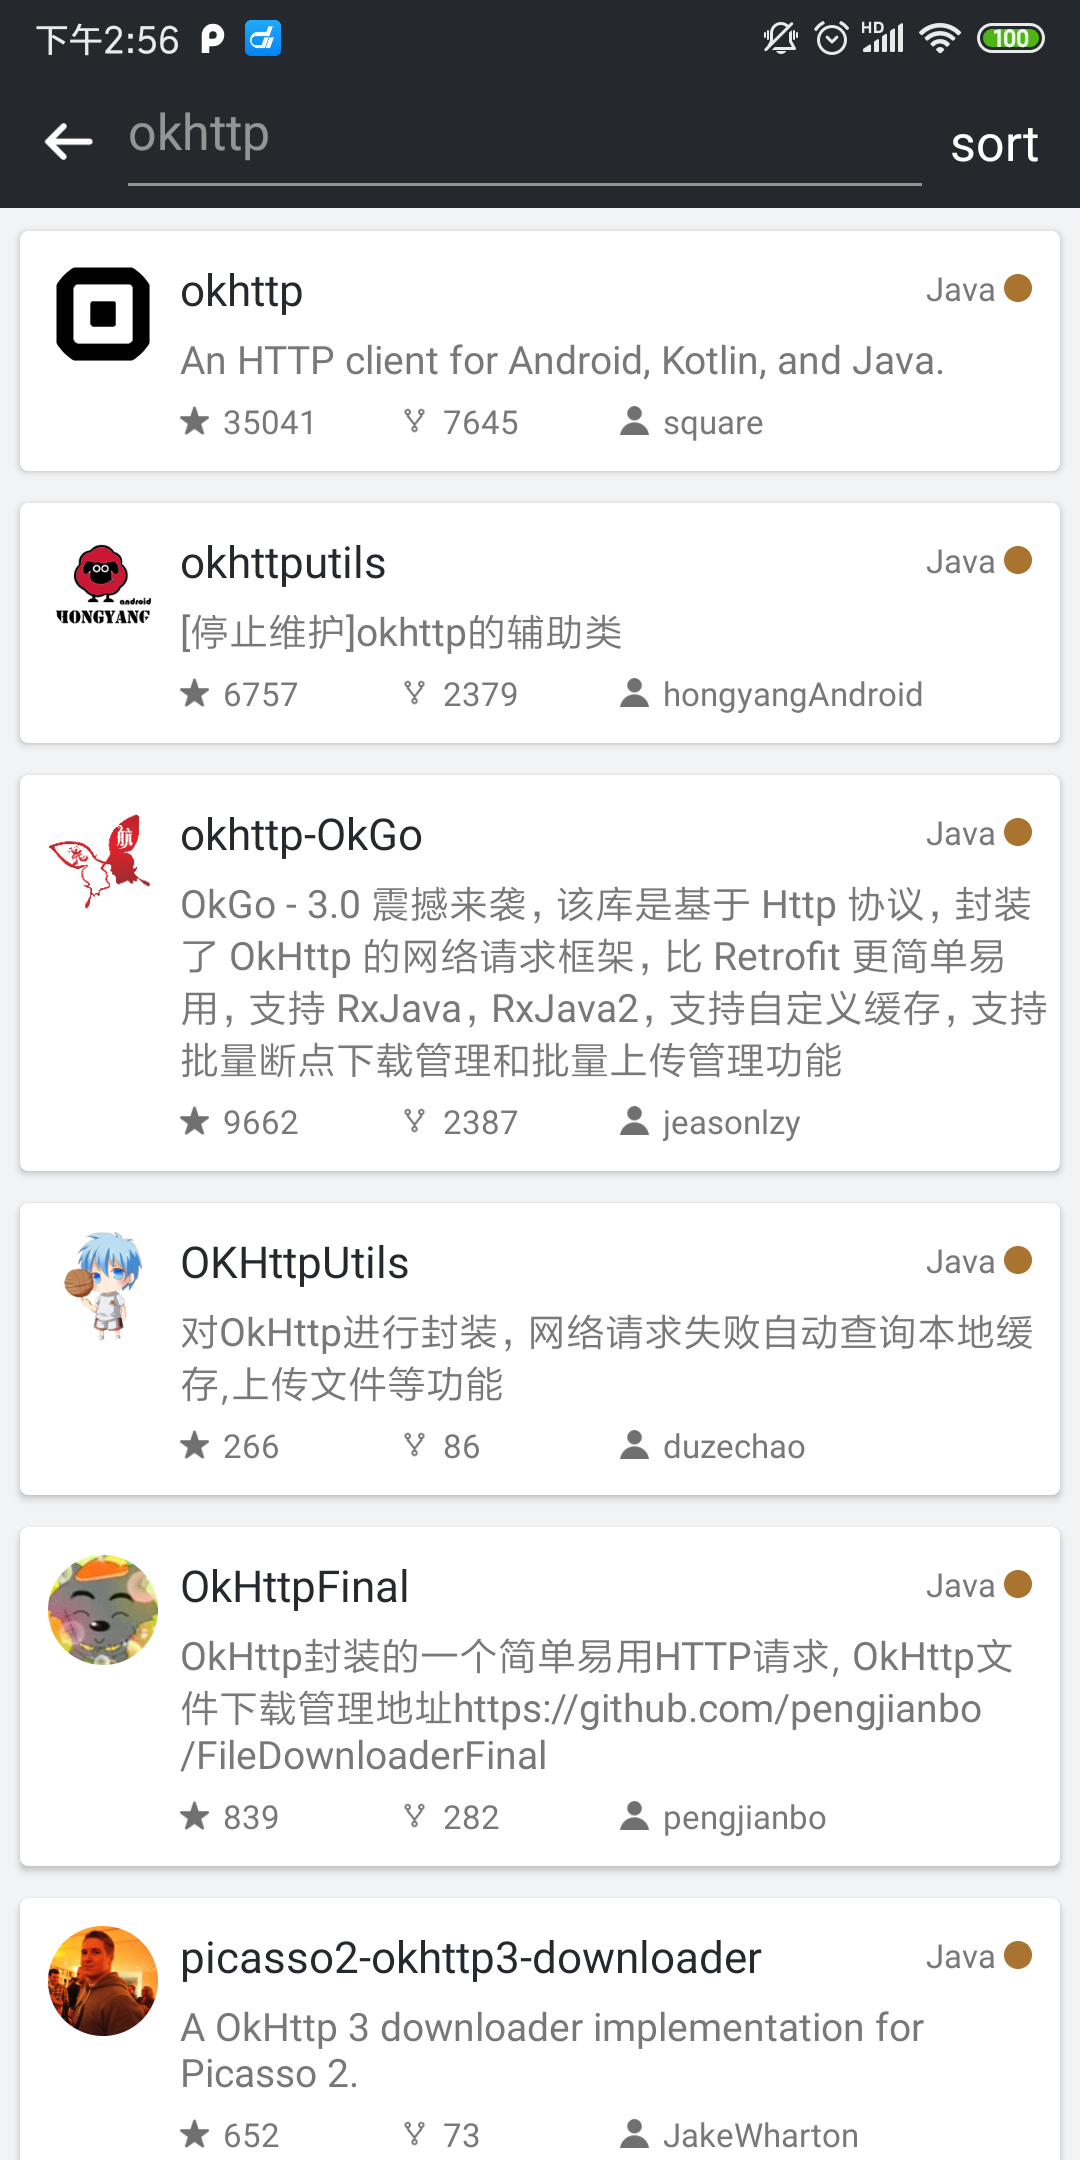 下午2:56
HD
100
okhttp
sort
okhttp
Java
An HTTP client for Android, Kotlin, and Java.
35041
7645
square
android
HONGYANG
okhttputils
Java
[停止维护]okhttp的辅助类
6757
2379
hongyangAndroid
航
okhttp-OkGo
Java
OkGo - 3.0 震撼来袭，该库是基于 Http 协议，封装
了 OkHttp 的网络请求框架，比 Retrofit 更简单易
用，支持 RxJava，RxJava2，支持自定义缓存，支持
批量断点下载管理和批量上传管理功能
9662
2387
jeasonlzy
OKHttpUtils
Java
对OkHttp进行封装，网络请求失败自动查询本地缓
存,上传文件等功能
266
86
duzechao
OkHttpFinal
Java
OkHttp封装的一个简单易用HTTP请求, OkHttp文
件下载管理地址https://github.com/pengjianbo
/FileDownloaderFinal
839
282
pengjianbo
picasso2-okhttp3-downloader
Java
A OkHttp 3 downloader implementation for
Picasso 2.
652
73
JakeWharton